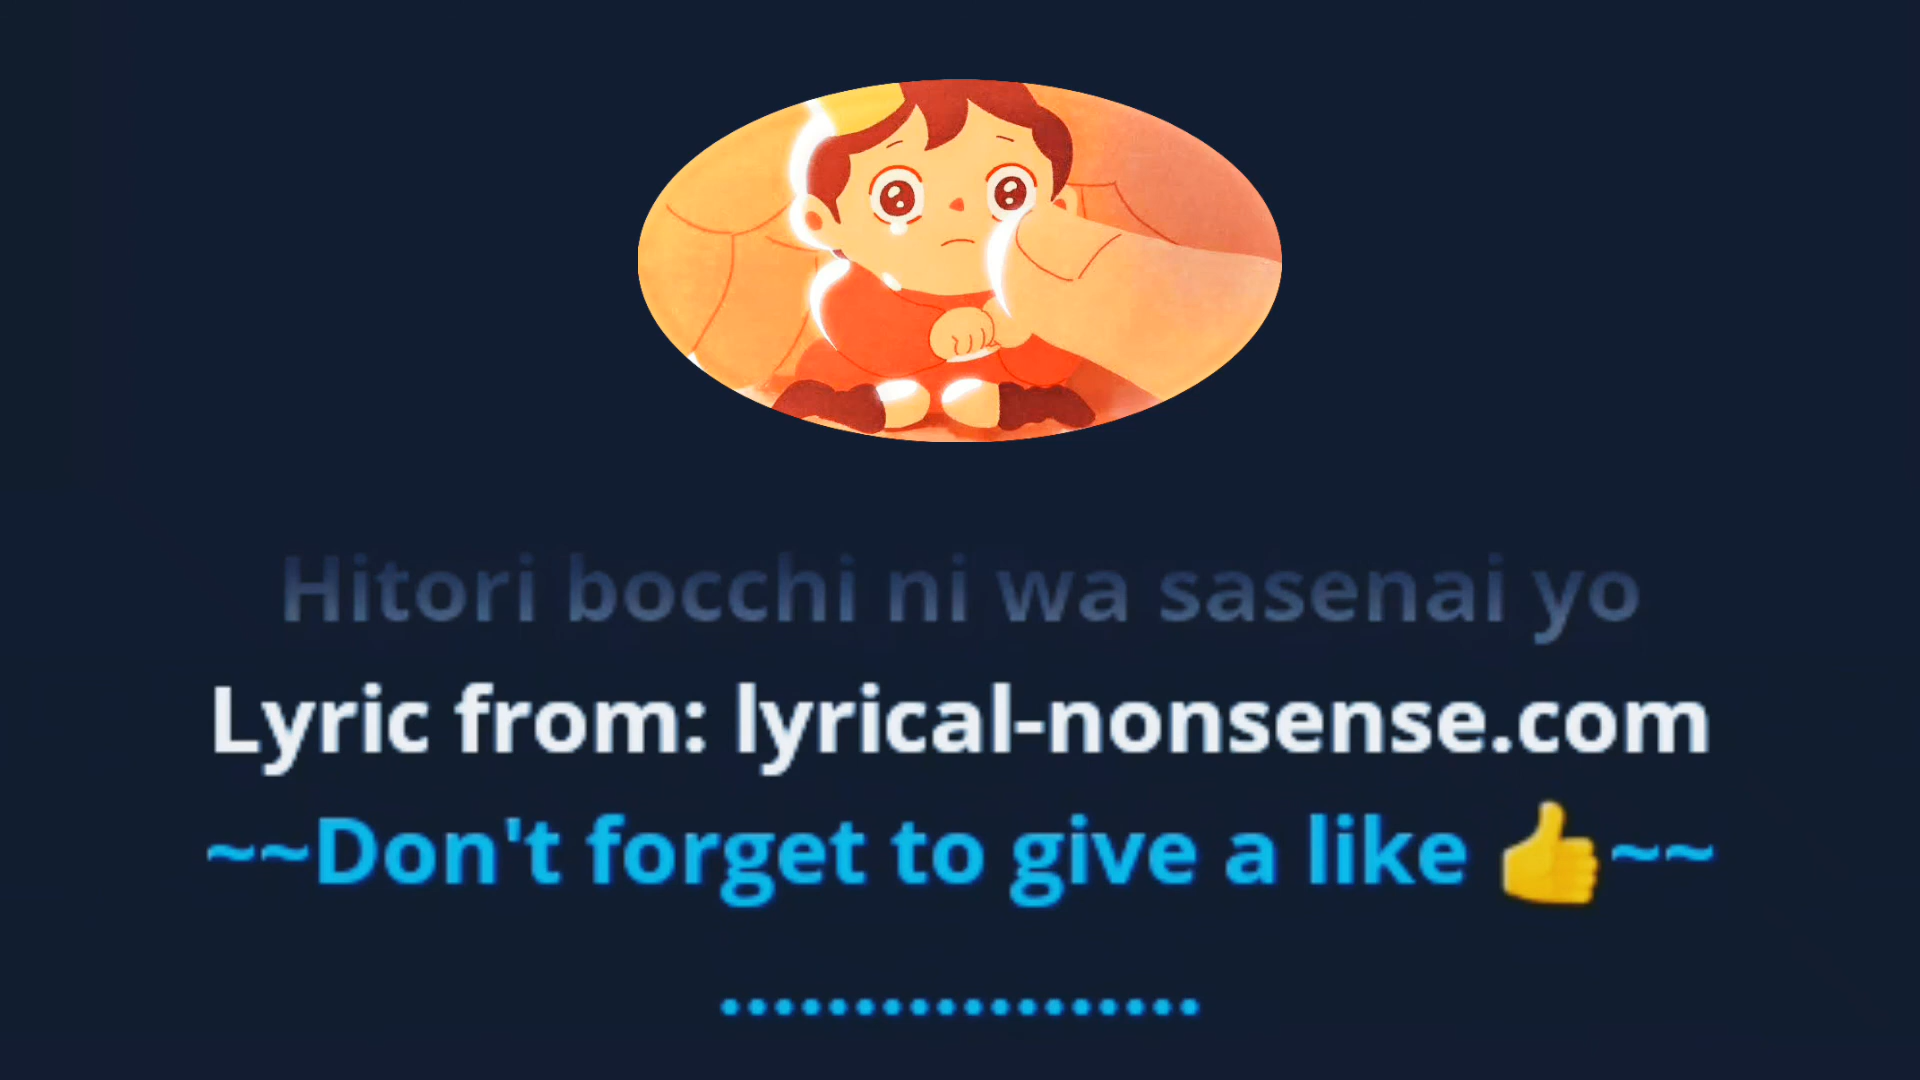 Hitori bocchi ni wa sasenai yo
Lyric from: lyrical-nonsense.com
~~Don't forget to give a like 👍~~
..................